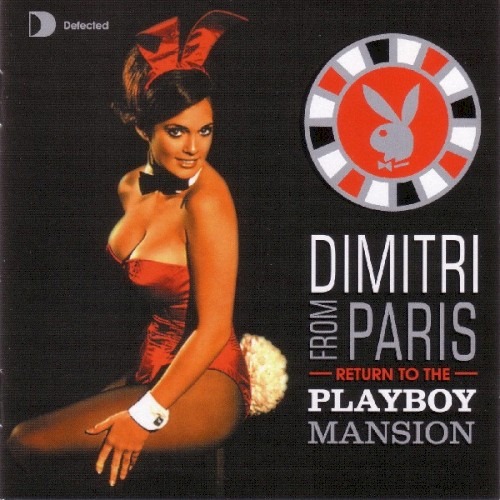 Defected
DIMITRI
FROM PARIS
RETURN TO THE
PLAYBOY
MANSION